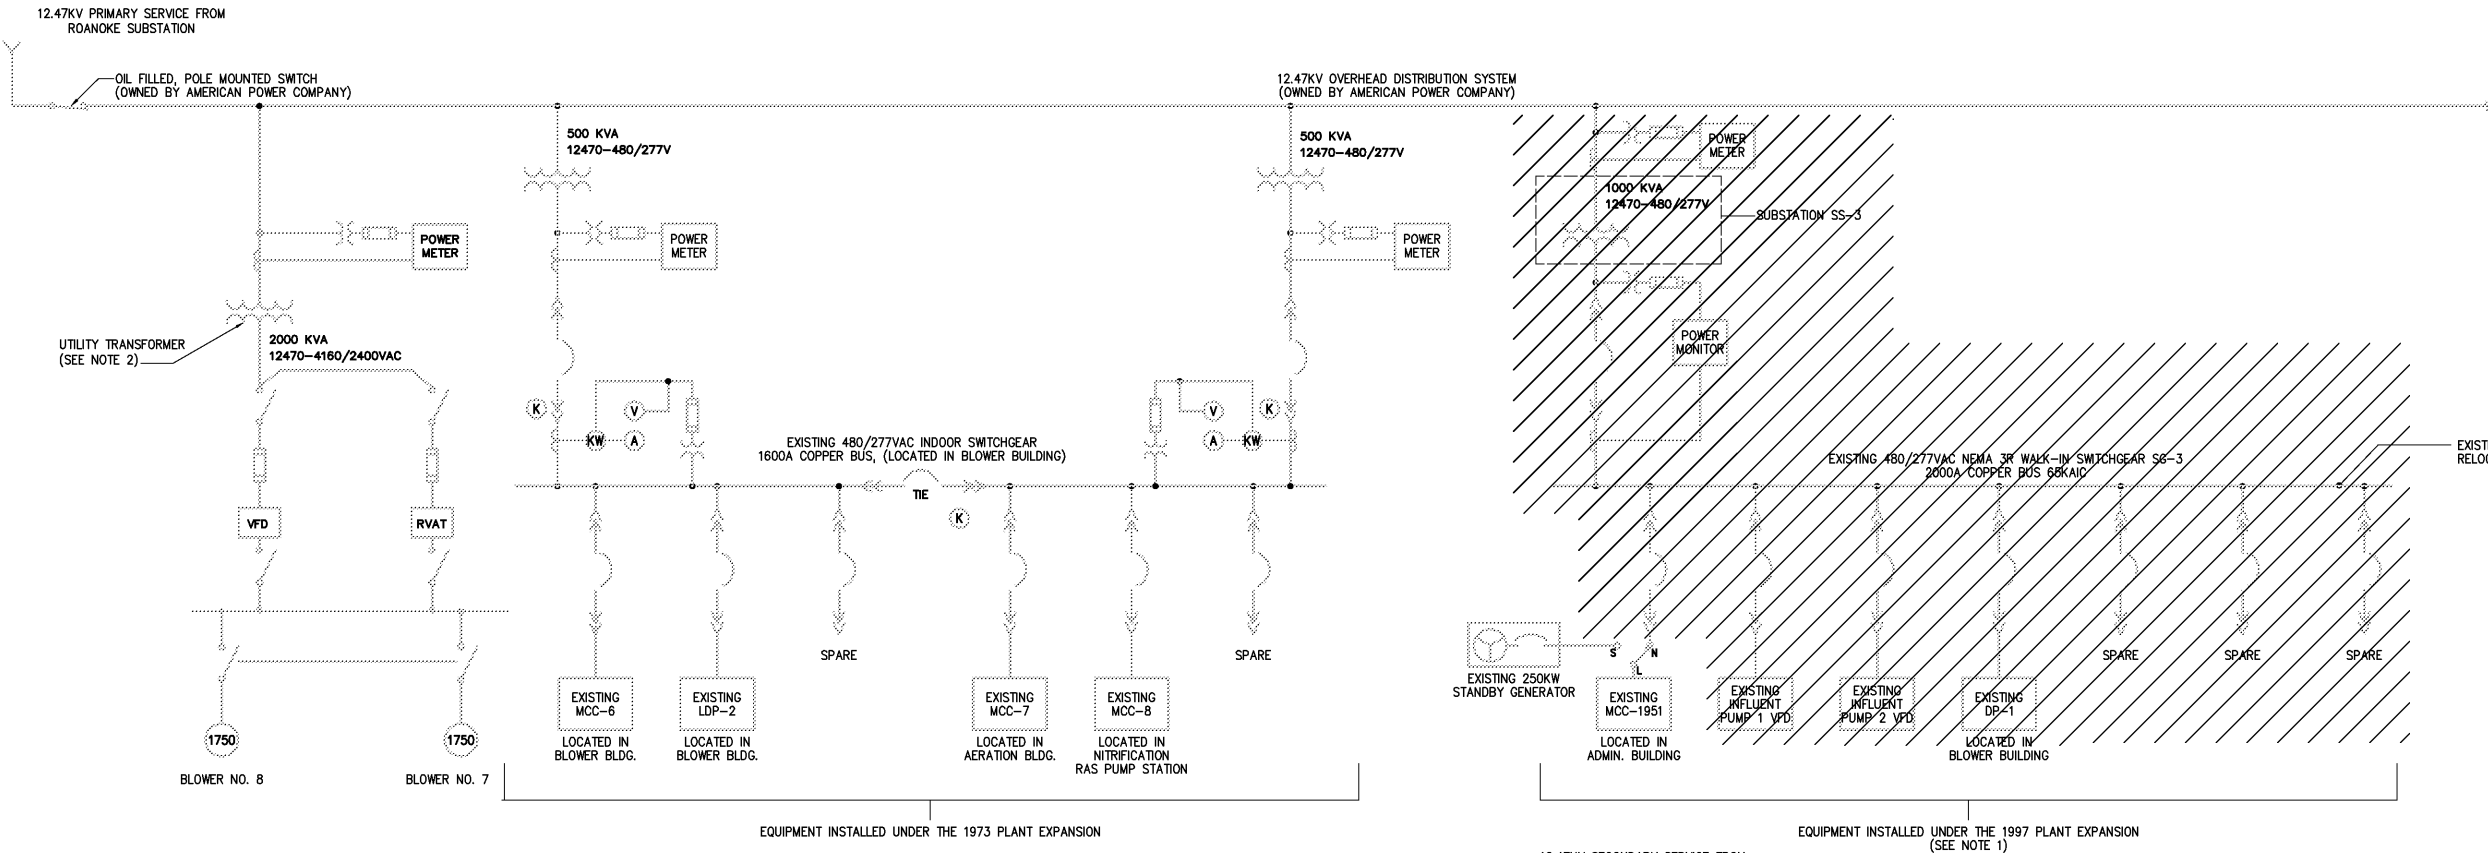 12.47KV PRIMARY SERVICE FROM
ROANOKE SUBSTATION
OIL FILLED, POLE MOUNTED SWITCH
(OWNED BY AMERICAN POWER COMPANY)
12.47KV OVERHEAD DISTRIBUTION SYSTEM
(OWNED BY AMERICAN POWER COMPANY)
500 KVA
12470-480/277V
500 KVA
12470-480/277V
POWER
METER
1000 KVA
12470-480/277V
SUBSTATION SS-3
POWER
METER
POWER
METER
POWER
METER
UTILITY TRANSFORMER
(SEE NOTE 2)
2000 KVA
12470-4160/2400VAC
POWER
MONITOR
K
V
KW
A
V
K
A
KW
EXISTING 480/277VAC INDOOR SWITCHGEAR
1600A COPPER BUS, (LOCATED IN BLOWER BUILDING)
EXISTING 480/277VAC NEMA 3R WALK-IN SWITCHGEAR SG-3
2000A COPPER BUS 65KAIC
TIE
K
VFD
RVAT
SPARE
SPARE
S
N
L
SPARE
SPARE
SPARE
EXISTING 250KW
STANDBY GENERATOR
EXISTING
MCC-6
LOCATED IN
BLOWER BLDG.
EXISTING
LDP-2
LOCATED IN
BLOWER BLDG.
EXISTING
MCC-7
LOCATED IN
AERATION BLDG.
EXISTING
MCC-8
LOCATED IN
NITRIFICATION
RAS PUMP STATION
EXISTING
MCC-1951
LOCATED IN
ADMIN. BUILDING
EXISTING
INFLUENT
PUMP 1 VFD
EXISTING
INFLUENT
PUMP 2 VFD
EXISTING
DP-1
LOCATED IN
BLOWER BUILDING
1750
1750
BLOWER NO. 8
BLOWER NO. 7
EQUIPMENT INSTALLED UNDER THE 1973 PLANT EXPANSION
EQUIPMENT INSTALLED UNDER THE 1997 PLANT EXPANSION
(SEE NOTE 1)